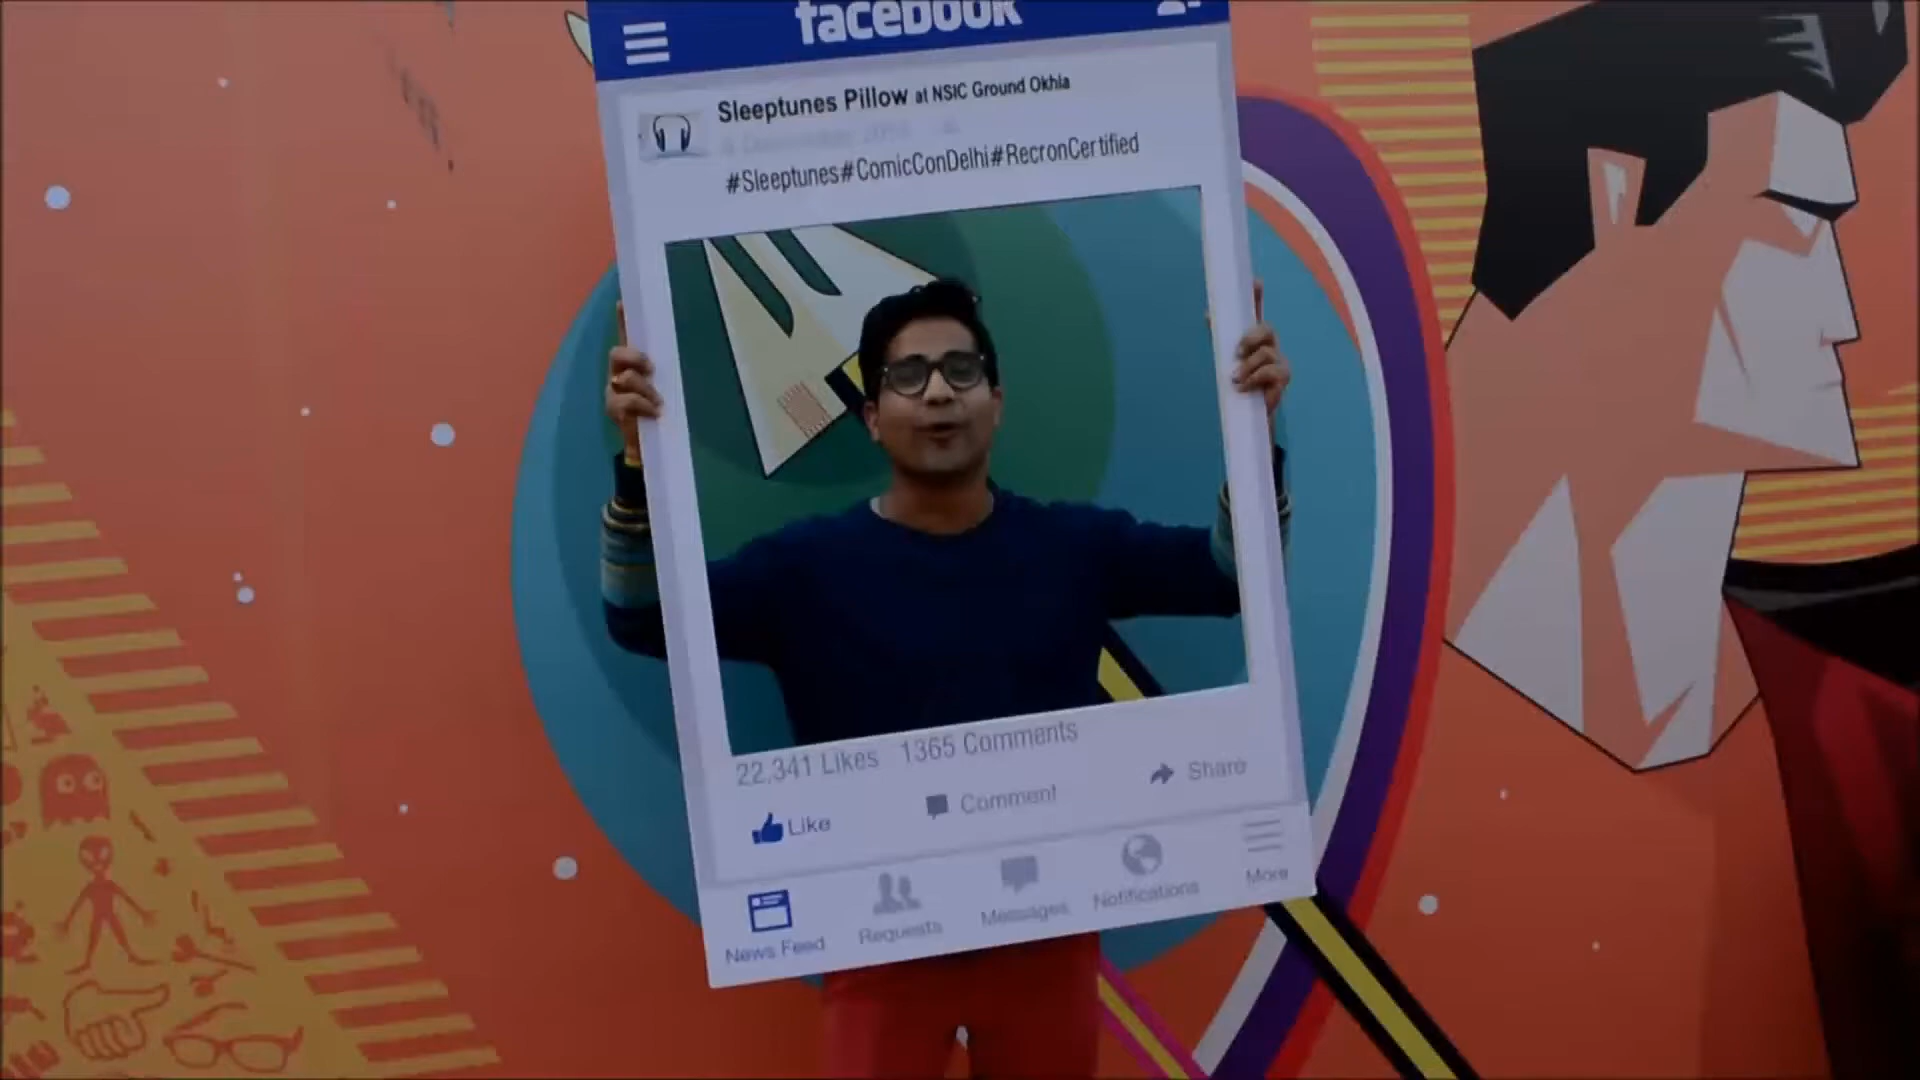 facebook
Sleeptunes Pillow at NSIC Ground Okhla
#Sleeptunes#ComicConDelhi#RecronCertified
22,341 Likes 1365 Comments
Like Comment Share
News Feed Requests Messages Notifications More